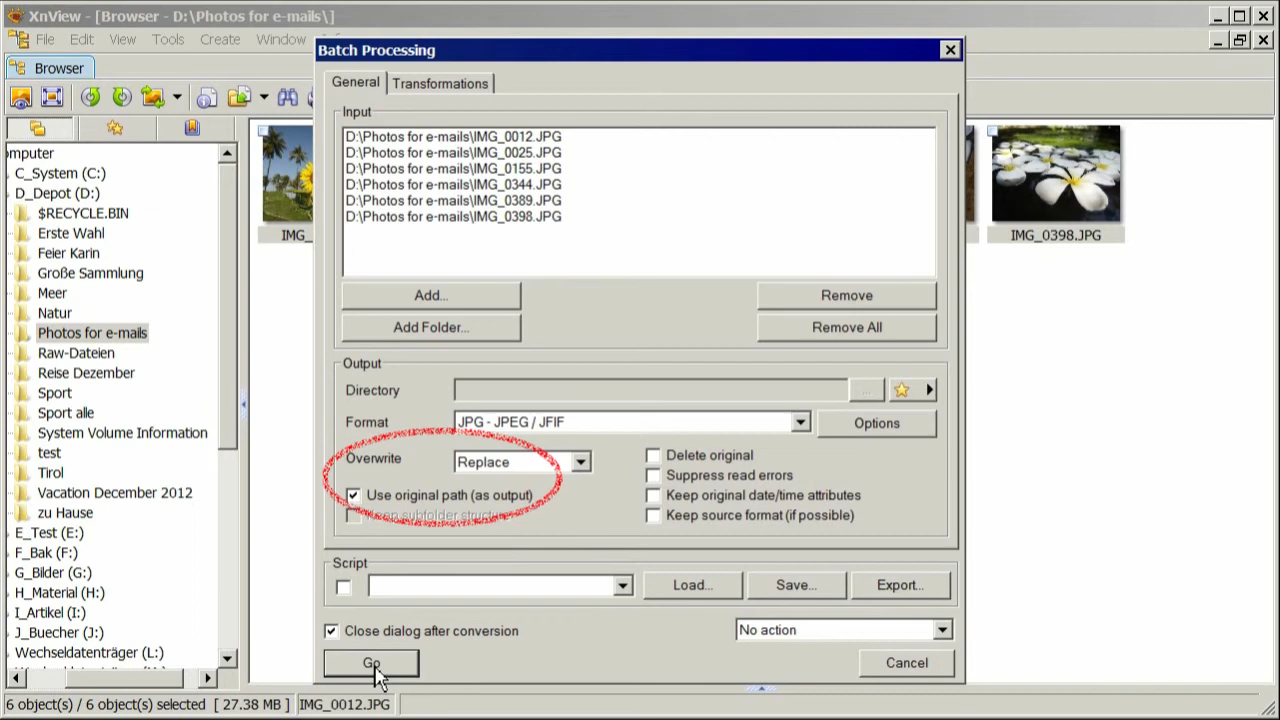 XnView - [Browser - D:\Photos for e-mails\]
File Edit View Tools Create Window
Browser
Batch Processing
General Transformations
Input
D:\Photos for e-mails\IMG_0012.JPG
D:\Photos for e-mails\IMG_0025.JPG
D:\Photos for e-mails\IMG_0155.JPG
D:\Photos for e-mails\IMG_0344.JPG
D:\Photos for e-mails\IMG_0389.JPG
D:\Photos for e-mails\IMG_0398.JPG
Add... Remove
Add Folder... Remove All
Output
Directory ...
Format JPG - JPEG / JFIF Options
Overwrite Replace
Use original path (as output)
Keep subfolder structure
Delete original
Suppress read errors
Keep original date/time attributes
Keep source format (if possible)
Script
Load... Save... Export...
Close dialog after conversion No action
Go Cancel
omputer
C_System (C:)
D_Depot (D:)
$RECYCLE.BIN
Erste Wahl
Feier Karin
Große Sammlung
Meer
Natur
Photos for e-mails
Raw-Dateien
Reise Dezember
Sport
Sport alle
System Volume Information
test
Tirol
Vacation December 2012
zu Hause
E_Test (E:)
F_Bak (F:)
G_Bilder (G:)
H_Material (H:)
I_Artikel (I:)
J_Buecher (J:)
Wechseldatenträger (L:)
IMG_
IMG_0398.JPG
6 object(s) / 6 object(s) selected [ 27.38 MB ] IMG_0012.JPG